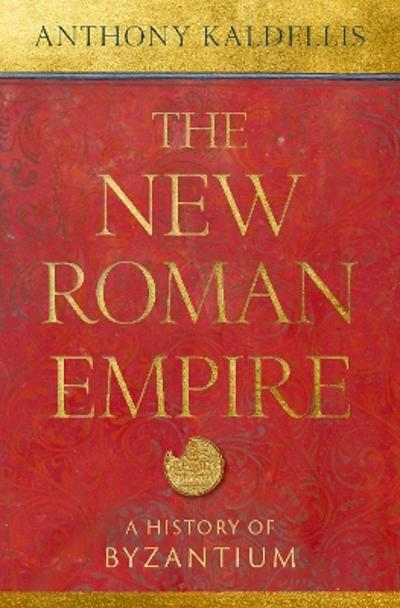 ANTHONY KALDELLIS
THE
NEW
ROMAN
EMPIRE
A HISTORY OF
BYZANTIUM